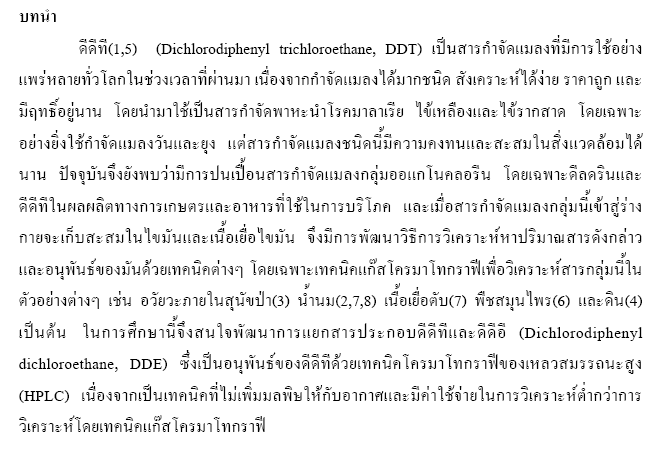 บทนำ
ดีดีที(1,5) (Dichlorodiphenyl trichloroethane, DDT) เป็นสารกำจัดแมลงที่มีการใช้อย่าง
แพร่หลายทั่วโลกในช่วงเวลาที่ผ่านมา เนื่องจากกำจัดแมลงได้มากชนิด สังเคราะห์ได้ง่าย ราคาถูก และ
มีฤทธิ์อยู่นาน โดยนำมาใช้เป็นสารกำจัดพาหะนำโรคมาลาเรีย ไข้เหลืองและไข้รากสาด โดยเฉพาะ
อย่างยิ่งใช้กำจัดแมลงวันและยุง แต่สารกำจัดแมลงชนิดนี้มีความคงทนและสะสมในสิ่งแวดล้อมได้
นาน ปัจจุบันจึงยังพบว่ามีการปนเปื้อนสารกำจัดแมลงกลุ่มออแกโนคลอรีน โดยเฉพาะดีลดรินและ
ดีดีทีในผลผลิตทางการเกษตรและอาหารที่ใช้ในการบริโภค และเมื่อสารกำจัดแมลงกลุ่มนี้เข้าสู่ร่าง
กายจะเก็บสะสมในไขมันและเนื้อเยื่อไขมัน จึงมีการพัฒนาวิธีการวิเคราะห์หาปริมาณสารดังกล่าว
และอนุพันธ์ของมันด้วยเทคนิคต่างๆ โดยเฉพาะเทคนิคแก๊สโครมาโทกราฟีเพื่อวิเคราะห์สารกลุ่มนี้ใน
ตัวอย่างต่างๆ เช่น อวัยวะภายในสุนัขป่า(3) น้ำนม(2,7,8) เนื้อเยื่อตับ(7) พืชสมุนไพร(6) และดิน(4)
เป็นต้น ในการศึกษานี้จึงสนใจพัฒนาการแยกสารประกอบดีดีทีและดีดีอี (Dichlorodiphenyl
dichloroethane, DDE) ซึ่งเป็นอนุพันธ์ของดีดีทีด้วยเทคนิคโครมาโทกราฟีของเหลวสมรรถนะสูง
(HPLC) เนื่องจากเป็นเทคนิคที่ไม่เพิ่มมลพิษให้กับอากาศและมีค่าใช้จ่ายในการวิเคราะห์ต่ำกว่าการ
วิเคราะห์โดยเทคนิคแก๊สโครมาโทกราฟี